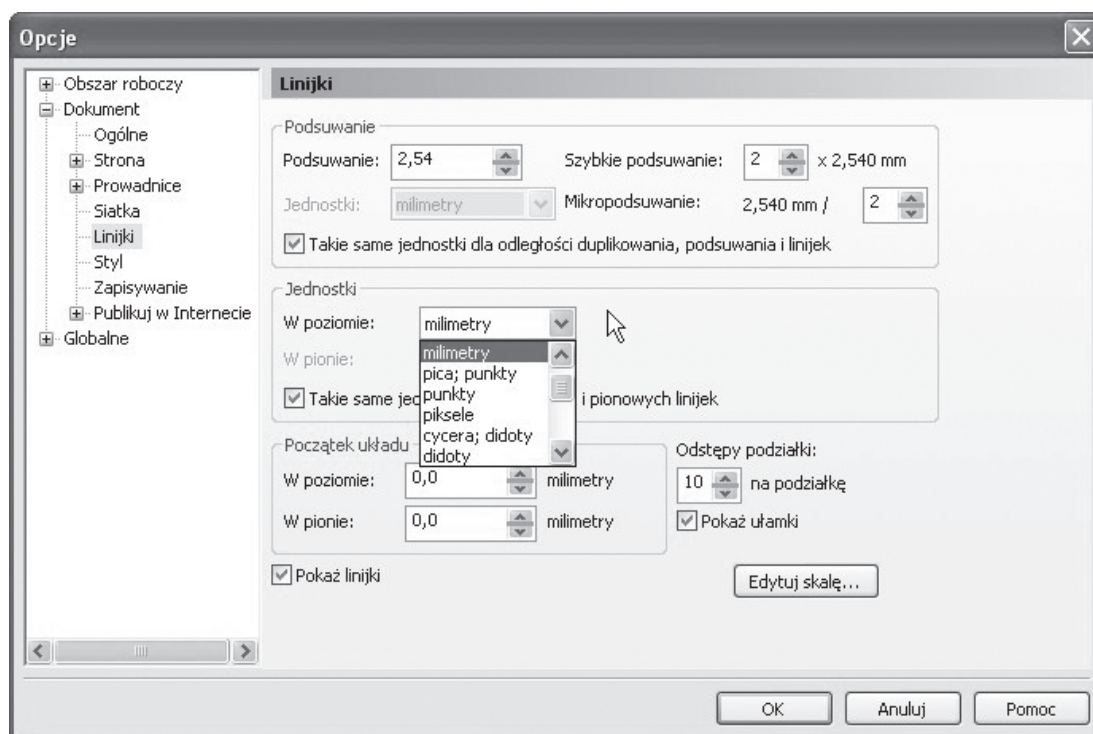 Opcje
Obszar roboczy
Dokument
Ogólne
Strona
Prowadnice
Siatka
Linijki
Styl
Zapisywanie
Publikuj w Internecie
Globalne
Linijki
Podsuwanie
Podsuwanie: 2,54 Szybkie podsuwanie: 2 x 2,540 mm
Jednostki: milimetry Mikropodsuwanie: 2,540 mm / 2
Takie same jednostki dla odległości duplikowania, podsuwania i linijek
Jednostki
W poziomie: milimetry
milimetry
W pionie:
pica; punkty
punkty
Takie same jed i pionowych linijek
piksele
cycera; didoty
didoty
Początek układu
W poziomie: 0,0 milimetry
W pionie: 0,0 milimetry
Odstępy podziałki:
10 na podziałkę
Pokaż ułamki
Pokaż linijki
Edytuj skalę...
OK Anuluj Pomoc